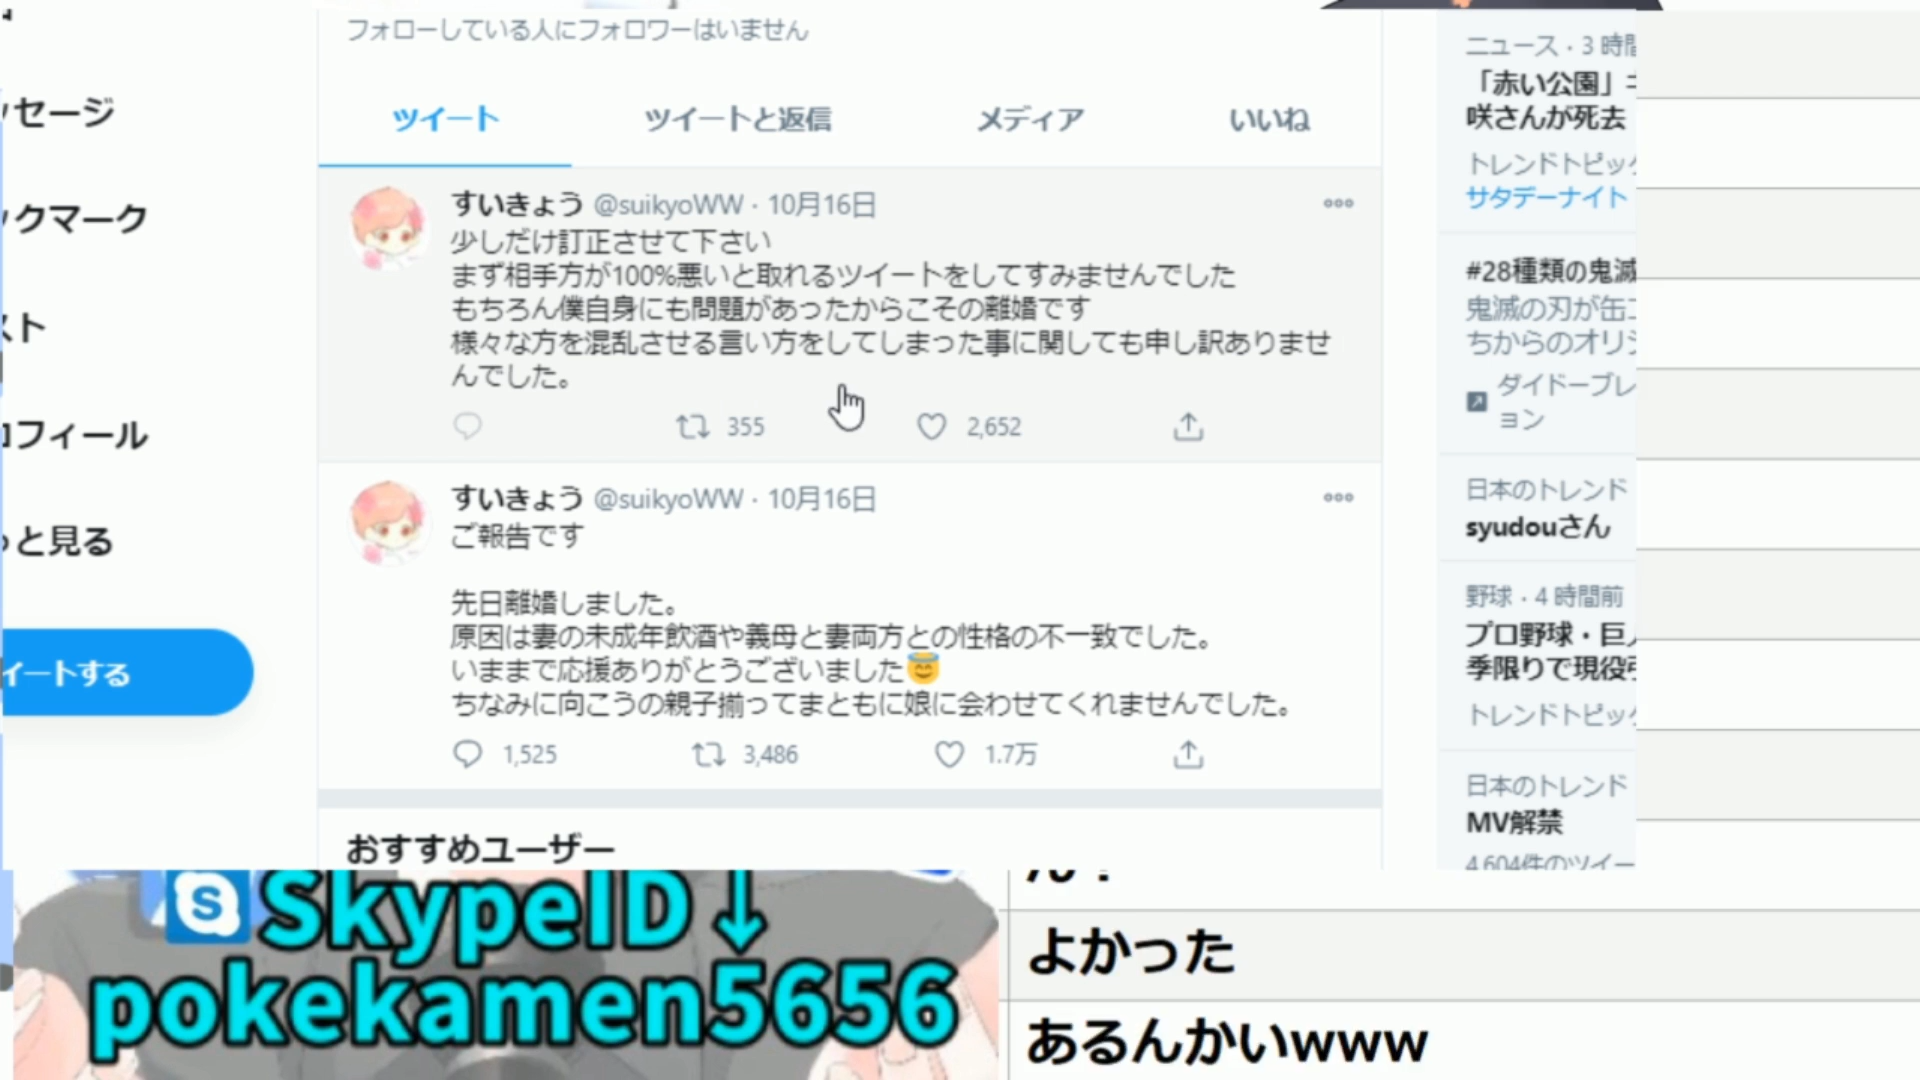 フォローしている人にフォロワーはいません
ツイート
ツイートと返信
メディア
いいね
すいきょう @suikyoWW · 10月16日
少しだけ訂正させて下さい
まず相手方が100%悪いと取れるツイートをしてすみませんでした
もちろん僕自身にも問題があったからこその離婚です
様々な方を混乱させる言い方をしてしまった事に関しても申し訳ありませ
んでした。
355
2,652
すいきょう @suikyoWW · 10月16日
ご報告です
先日離婚しました。
原因は妻の未成年飲酒や義母と妻両方との性格の不一致でした。
いままで応援ありがとうございました😇
ちなみに向こうの親子揃ってまともに娘に会わせてくれませんでした。
1,525
3,486
1.7万
おすすめユーザー
セージ
クマーク
スト
フィール
っと見る
イートする
ニュース · 3 時間
「赤い公園」
咲さんが死去
トレンドトピック
サタデーナイト
#28種類の鬼滅
鬼滅の刃が缶コ
ちからのオリジ
ダイドーブレ
ヨン
日本のトレンド
syudouさん
野球 · 4 時間前
プロ野球・巨人
季限りで現役引
トレンドトピック
日本のトレンド
MV解禁
4,604件のツイー
S SkypeID↓
pokekamen5656
ん？
よかった
あるんかいwww